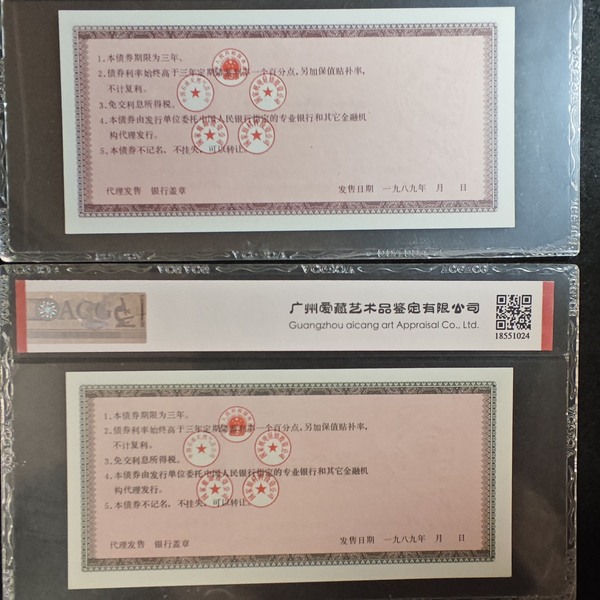 1.本债券期限为三年。
2.债券利率始终高于三年定期储蓄利率一个百分点，另加保值贴补率，
不计复利。
3.免交利息所得税。
4.本债券由发行单位委托中国人民银行指定的专业银行和其它金融机
构代理发行。
5.本债券不记名，不挂失，可以转让。
代理发售 银行盖章
发售日期 一九八九年 月 日
ACG
广州爱藏艺术品鉴定有限公司
Guangzhou aicang art Appraisal Co., Ltd.
18551024
1.本债券期限为三年。
2.债券利率始终高于三年定期储蓄利率一个百分点，另加保值贴补率，
不计复利。
3.免交利息所得税。
4.本债券由发行单位委托中国人民银行指定的专业银行和其它金融机
构代理发行。
5.本债券不记名，不挂失，可以转让。
代理发售 银行盖章
发售日期 一九八九年 月 日